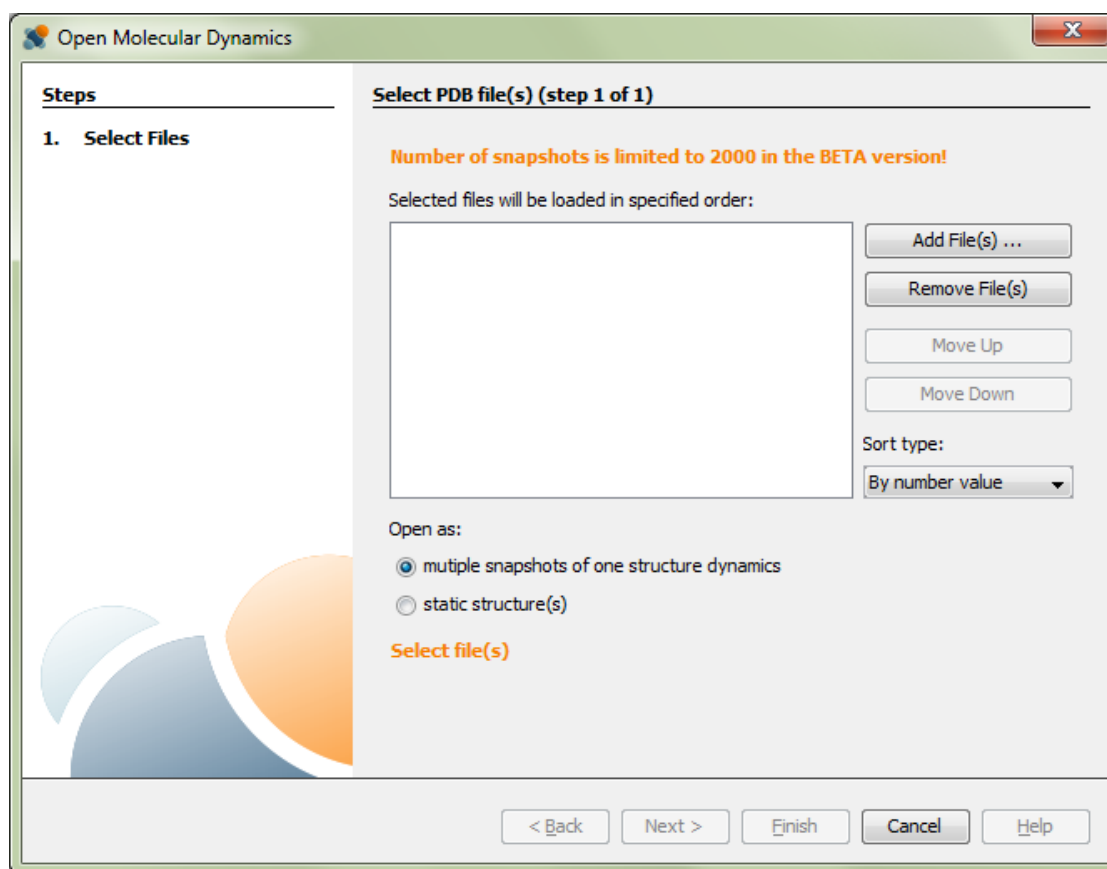 Open Molecular Dynamics
x
Steps
1. Select Files
Select PDB file(s) (step 1 of 1)
Number of snapshots is limited to 2000 in the BETA version!
Selected files will be loaded in specified order:
Add File(s) ...
Remove File(s)
Move Up
Move Down
Sort type:
By number value
Open as:
mutiple snapshots of one structure dynamics
static structure(s)
Select file(s)
< Back
Next >
Finish
Cancel
Help